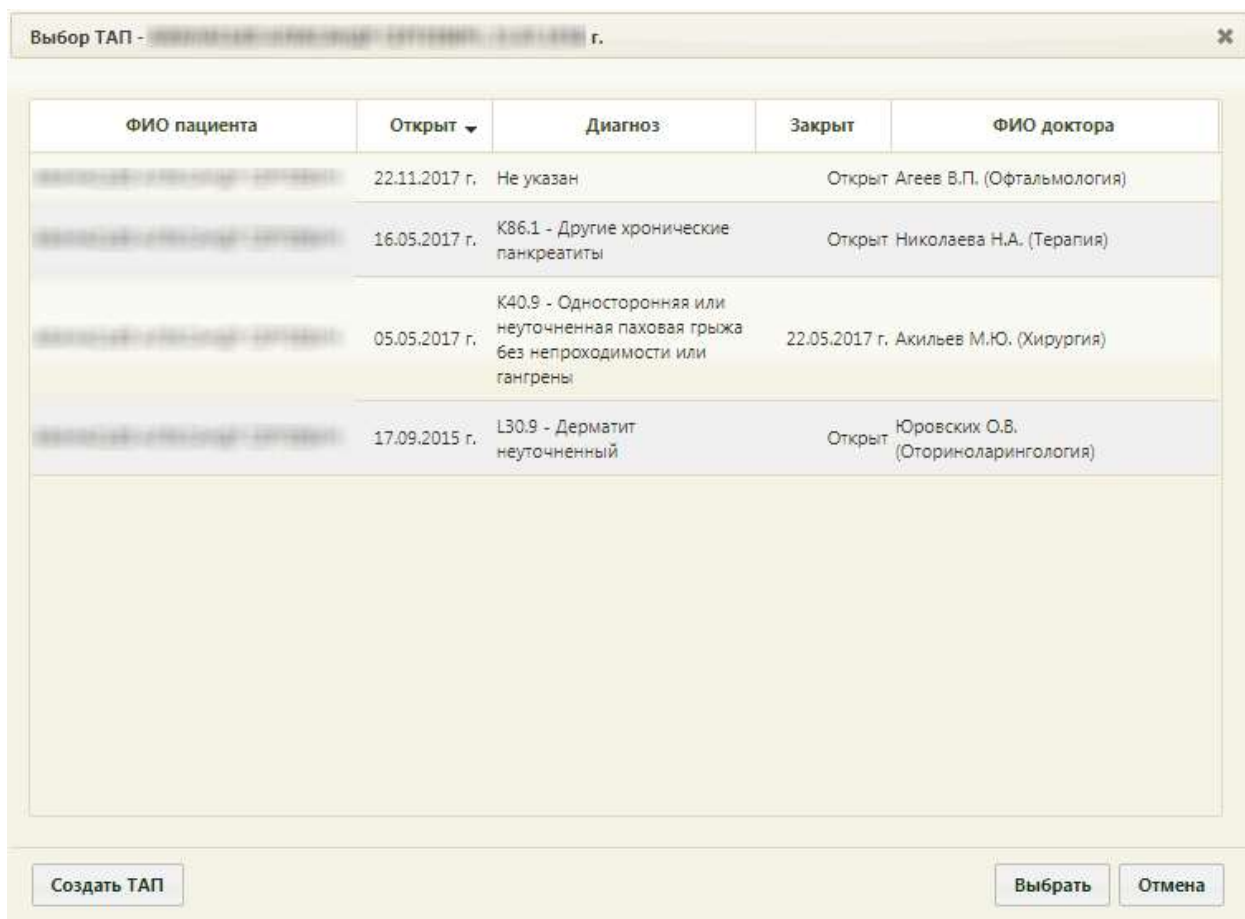 Выбор ТАП - г.
ФИО пациента Открыт Диагноз Закрыт ФИО доктора
22.11.2017 г. Не указан Открыт Агеев В.П. (Офтальмология)
16.05.2017 г. K86.1 - Другие хронические панкреатиты Открыт Николаева Н.А. (Терапия)
05.05.2017 г. K40.9 - Односторонняя или неуточненная паховая грыжа без непроходимости или гангрены 22.05.2017 г. Акильев М.Ю. (Хирургия)
17.09.2015 г. L30.9 - Дерматит неуточненный Открыт Юровских О.В. (Оториноларингология)
Создать ТАП Выбрать Отмена